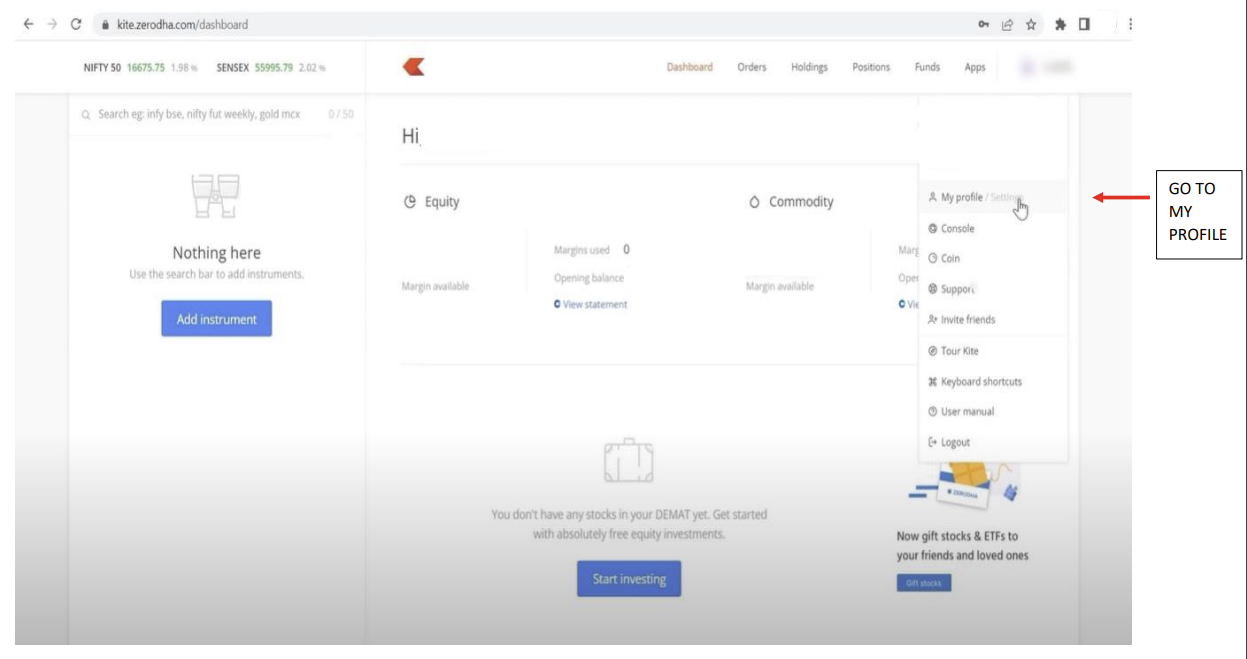 kite.zerodha.com/dashboard
NIFTY 50 16675.75 1.98 % SENSEX 55995.79 2.02 %
Dashboard Orders Holdings Positions Funds Apps
Search eg: infy bse, nifty fut weekly, gold mcx 0 / 50
Hi,
Nothing here
Use the search bar to add instruments.
Add instrument
Equity
Margin available
Margins used 0
Opening balance
View statement
Commodity
Margin available
Marg
Oper
Vie
My profile / Settings
Console
Coin
Support
Invite friends
Tour Kite
Keyboard shortcuts
User manual
Logout
GO TO
MY
PROFILE
You don't have any stocks in your DEMAT yet. Get started
with absolutely free equity investments.
Start investing
ZERODHA
Now gift stocks & ETFs to
your friends and loved ones
Gift stocks